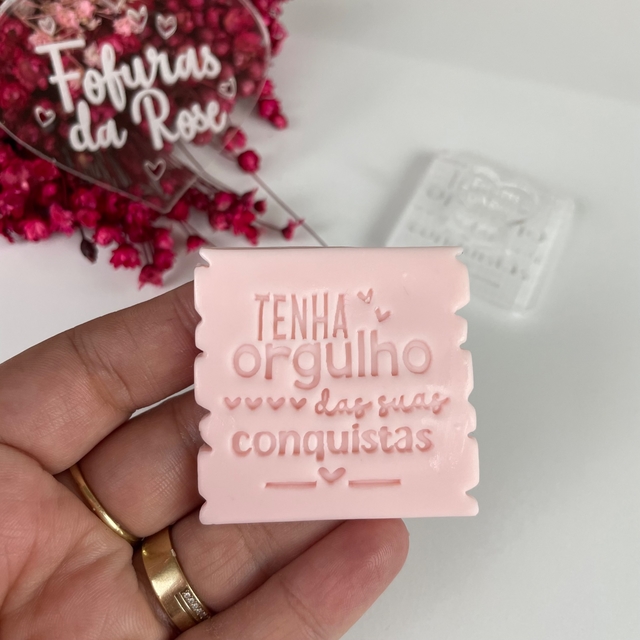 Fofuras
da Rose
TENHA
orgulho
das suas
conquistas